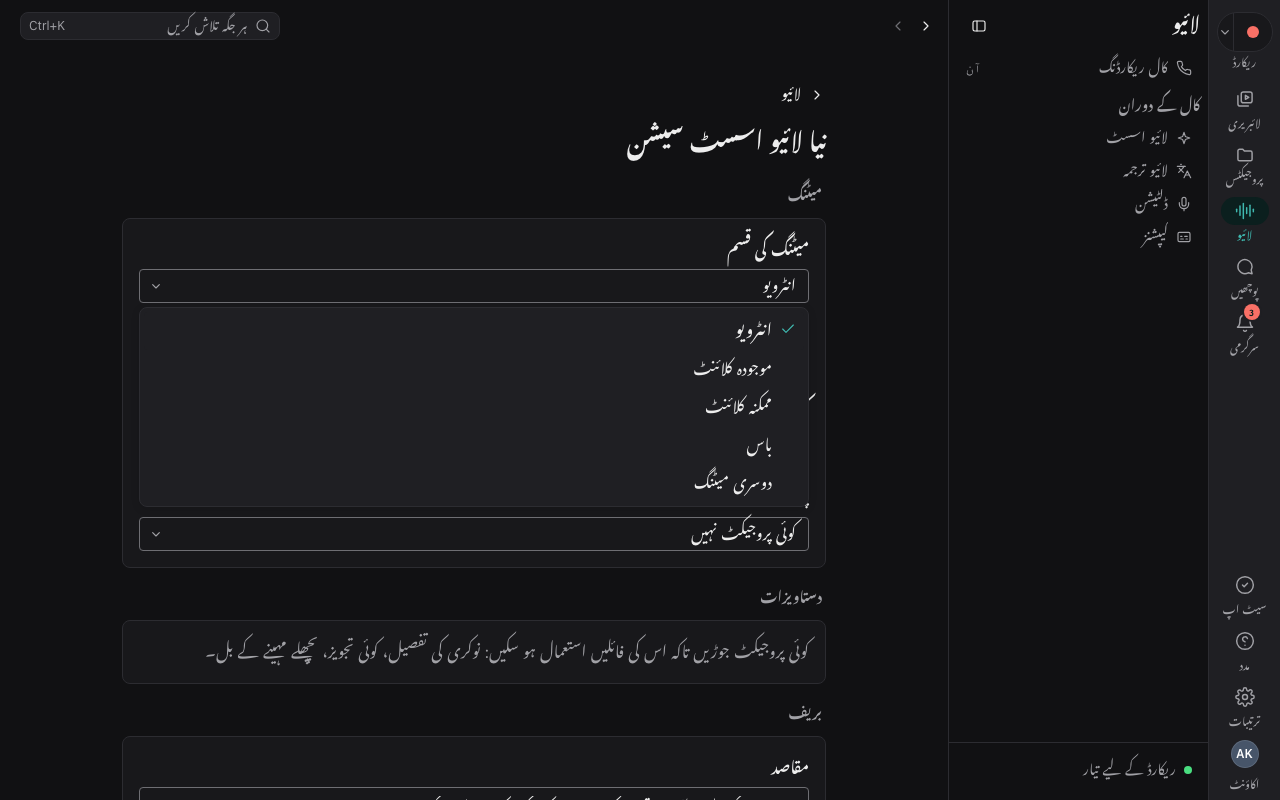 ریکارڈ
لائبریری
پروجیکٹس
لائیو
پوچھیں
3
سرگرمی
سیٹ اپ
مدد
ترتیبات
AK
اکاؤنٹ
لائیو
کال ریکارڈنگ
آن
کال کے دوران
لائیو اسسٹ
لائیو ترجمہ
ڈکٹیشن
کیپشنز
ریکارڈ کے لیے تیار
ہر جگہ تلاش کریں
Ctrl+K
لائیو
نیا لائیو اسسٹ سیشن
میٹنگ
میٹنگ کی قسم
انٹرویو
انٹرویو
موجودہ کلائنٹ
ممکنہ کلائنٹ
باس
دوسری میٹنگ
کوئی پروجیکٹ نہیں
دستاویزات
کوئی پروجیکٹ جوڑیں تاکہ اس کی فائلیں استعمال ہو سکیں: نوکری کی تفصیل، کوئی تجویز، پچھلے مہینے کے بل۔
بریف
مقاصد